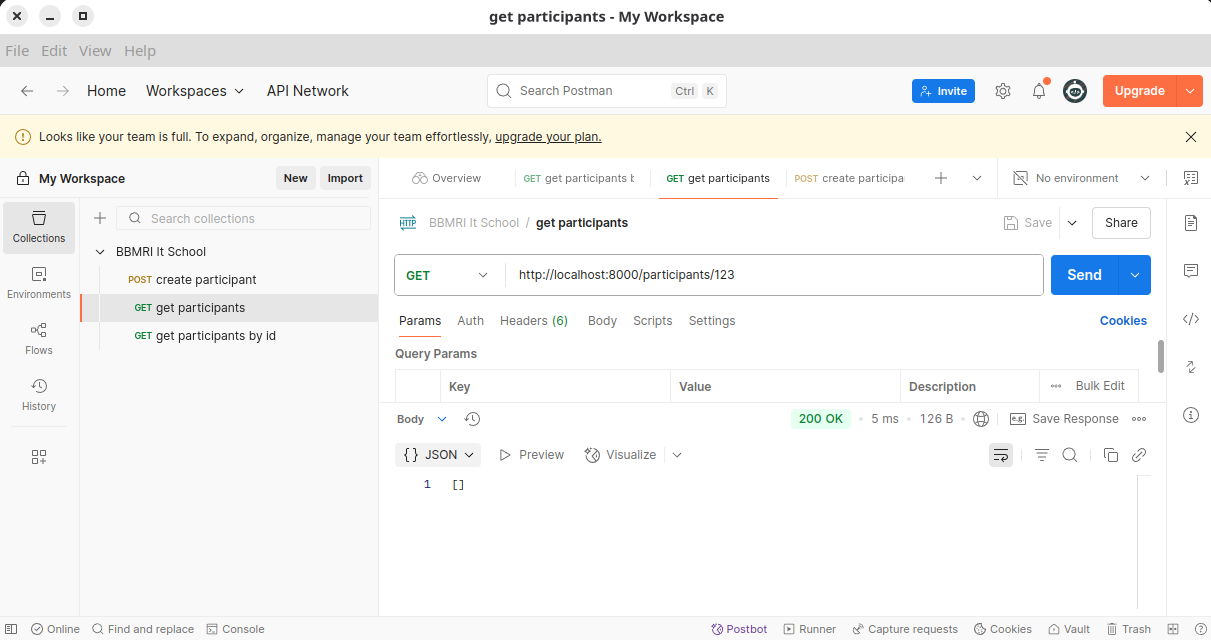 get participants - My Workspace
File Edit View Help
Home Workspaces API Network Search Postman Ctrl K Invite Upgrade
Looks like your team is full. To expand, organize, manage your team effortlessly, upgrade your plan.
My Workspace New Import
Overview GET get participants b GET get participants POST create participa No environment
Collections
Search collections
HTTP BBMRI It School / get participants Save Share
BBMRI It School
POST create participant
GET get participants
GET get participants by id
Environments
Flows
History
GET http://localhost:8000/participants/123 Send
Params Auth Headers (6) Body Scripts Settings Cookies
Query Params
Key Value Description Bulk Edit
Body 200 OK 5 ms 126 B e.g. Save Response
{} JSON Preview Visualize
1 []
Online Find and replace Console Postbot Runner Capture requests Cookies Vault Trash